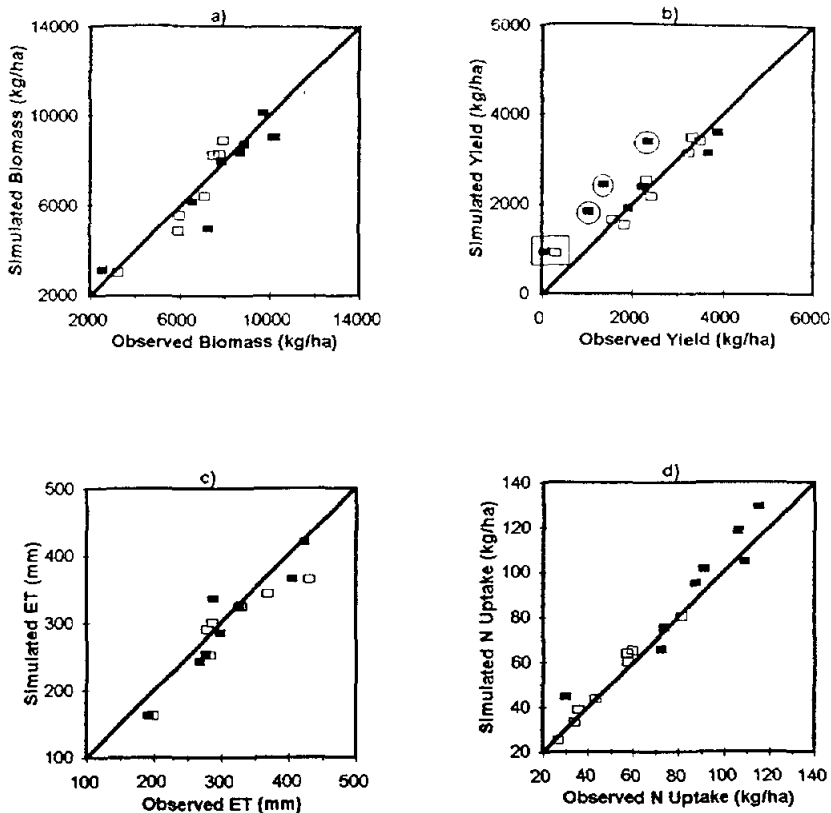 a)
14000
10000
6000
2000
2000 6000 10000 14000
Simulated Biomass (kg/ha)
Observed Biomass (kg/ha)
b)
6000
4000
2000
0
0 2000 4000 6000
Simulated Yield (kg/ha)
Observed Yield (kg/ha)
c)
500
400
300
200
100
100 200 300 400 500
Simulated ET (mm)
Observed ET (mm)
d)
140
120
100
80
60
40
20
20 40 60 80 100 120 140
Simulated N Uptake (kg/ha)
Observed N Uptake (kg/ha)